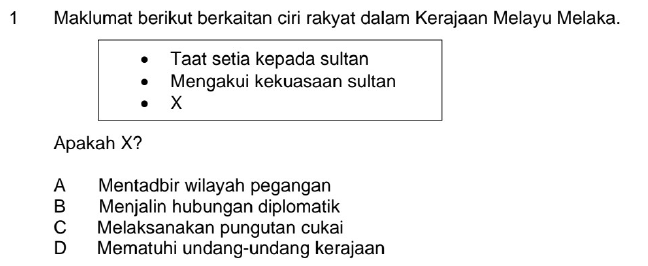 1 Maklumat berikut berkaitan ciri rakyat dalam Kerajaan Melayu Melaka.
• Taat setia kepada sultan
• Mengakui kekuasaan sultan
• X
Apakah X?
A Mentadbir wilayah pegangan
B Menjalin hubungan diplomatik
C Melaksanakan pungutan cukai
D Mematuhi undang-undang kerajaan